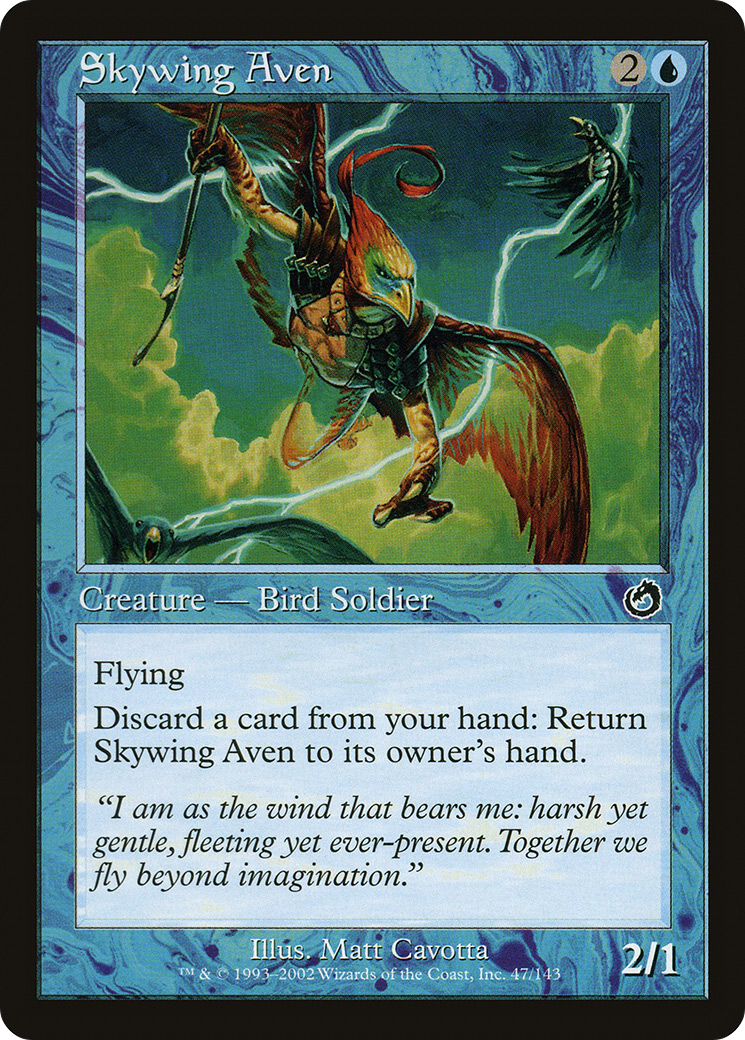 Skywing Aven
2
Creature — Bird Soldier
Flying
Discard a card from your hand: Return
Skywing Aven to its owner's hand.
“I am as the wind that bears me: harsh yet
gentle, fleeting yet ever-present. Together we
fly beyond imagination.”
Illus. Matt Cavotta
™ & © 1993–2002 Wizards of the Coast, Inc. 47/143
2/1